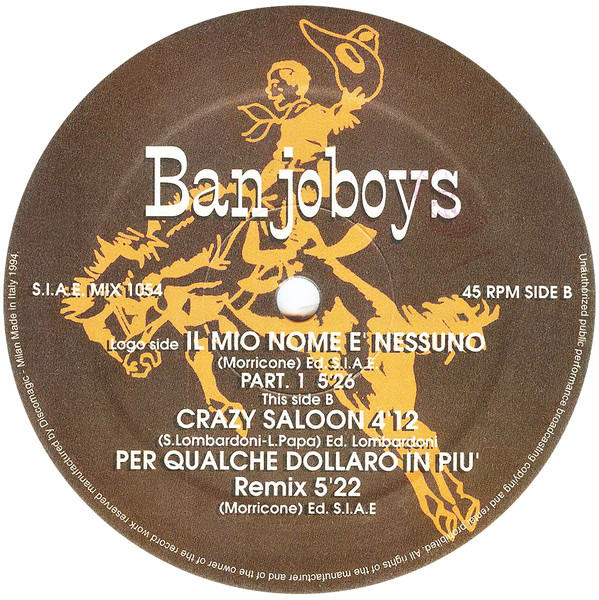 Banjoboys
S.I.A.E. MIX 1054
45 RPM SIDE B
Logo side IL MIO NOME E' NESSUNO
(Morricone) Ed. S.I.A.E.
PART. 1 5'26
This side B
CRAZY SALOON 4'12
(S.Lombardoni-L.Papa) Ed. Lombardoni
PER QUALCHE DOLLARO IN PIU'
Remix 5'22
(Morricone) Ed. S.I.A.E
Unauthorized public performance broadcasting copying and rental prohibited. All rights of the manufacturer and of the owner of the record work reserved manufactured by Discomagic - Milan Made in Italy 1994.